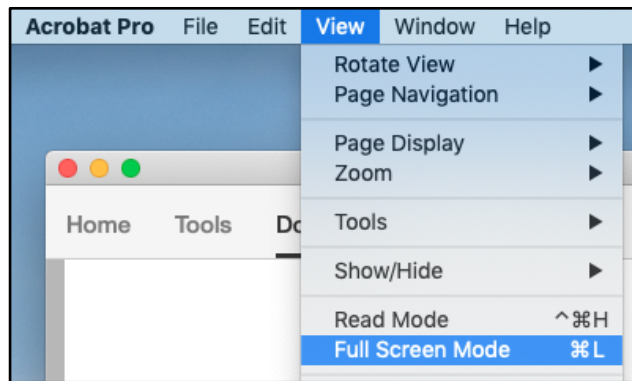 Acrobat Pro File Edit View Window Help
Rotate View ▶
Page Navigation ▶
Page Display ▶
Zoom ▶
Home Tools Do
Tools ▶
Show/Hide ▶
Read Mode ^⌘H
Full Screen Mode ⌘L